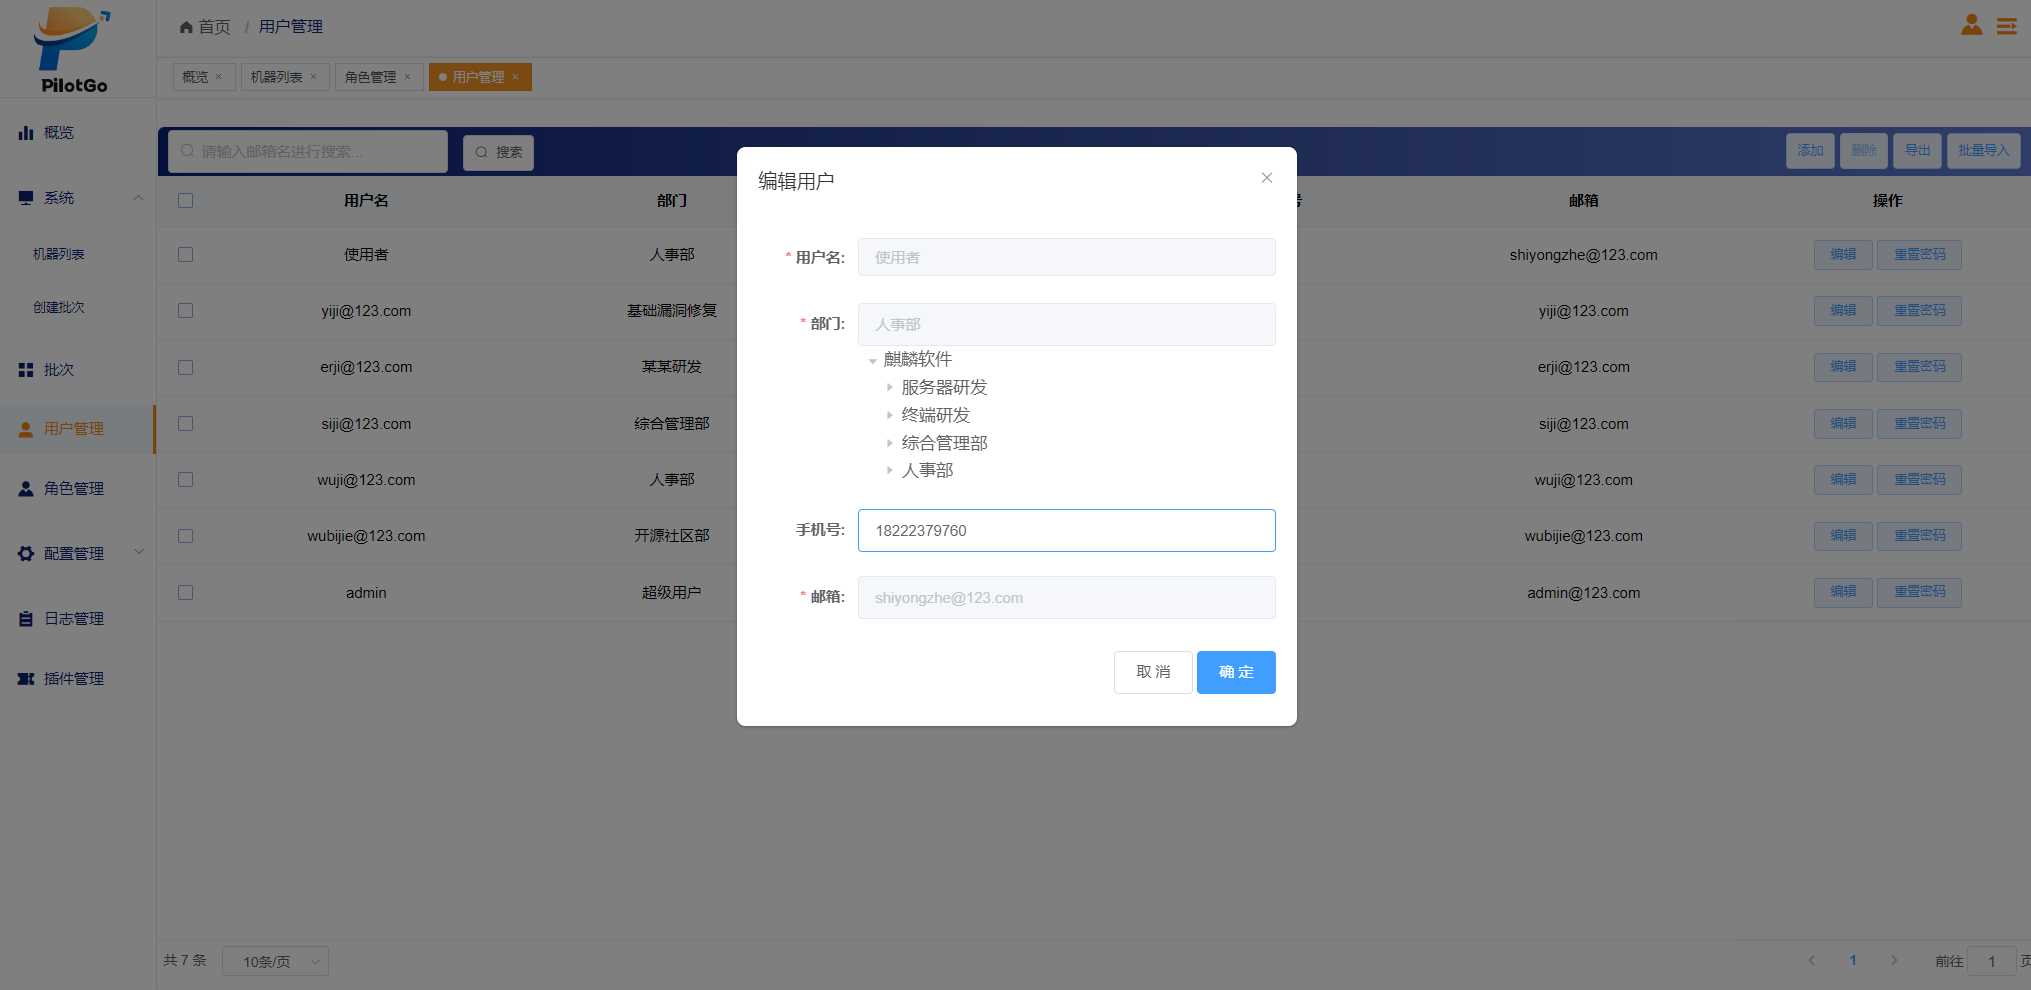 PilotGo
首页 / 用户管理
概览 ×
机器列表 ×
角色管理 ×
用户管理 ×
概览
系统
机器列表
创建批次
批次
用户管理
角色管理
配置管理
日志管理
插件管理
请输入邮箱名进行搜索...
搜索
添加
删除
导出
批量导入
用户名 部门 邮箱 操作
使用者 人事部 shiyongzhe@123.com 编辑 重置密码
yiji@123.com 基础漏洞修复 yiji@123.com 编辑 重置密码
erji@123.com 某某研发 erji@123.com 编辑 重置密码
siji@123.com 综合管理部 siji@123.com 编辑 重置密码
wuji@123.com 人事部 wuji@123.com 编辑 重置密码
wubijie@123.com 开源社区部 wubijie@123.com 编辑 重置密码
admin 超级用户 admin@123.com 编辑 重置密码
编辑用户
* 用户名: 使用者
* 部门: 人事部
麒麟软件
服务器研发
终端研发
综合管理部
人事部
手机号: 18222379760
* 邮箱: shiyongzhe@123.com
取 消
确 定
共 7 条 10条/页 1 前往 1 页